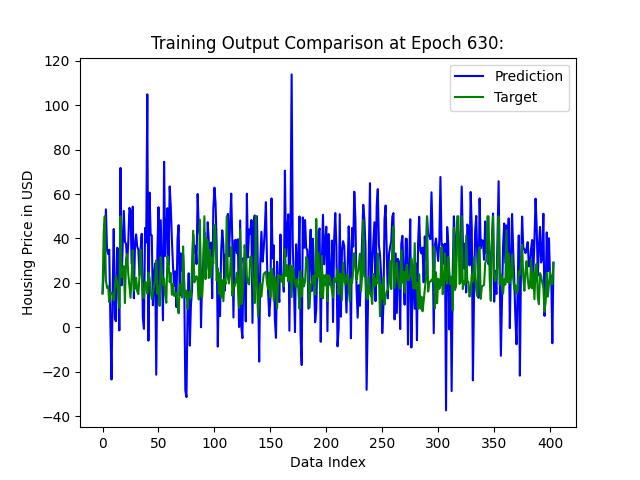 Training Output Comparison at Epoch 630:
Prediction
Target
Housing Price in USD
120
100
80
60
40
20
0
−20
−40
0 50 100 150 200 250 300 350 400
Data Index